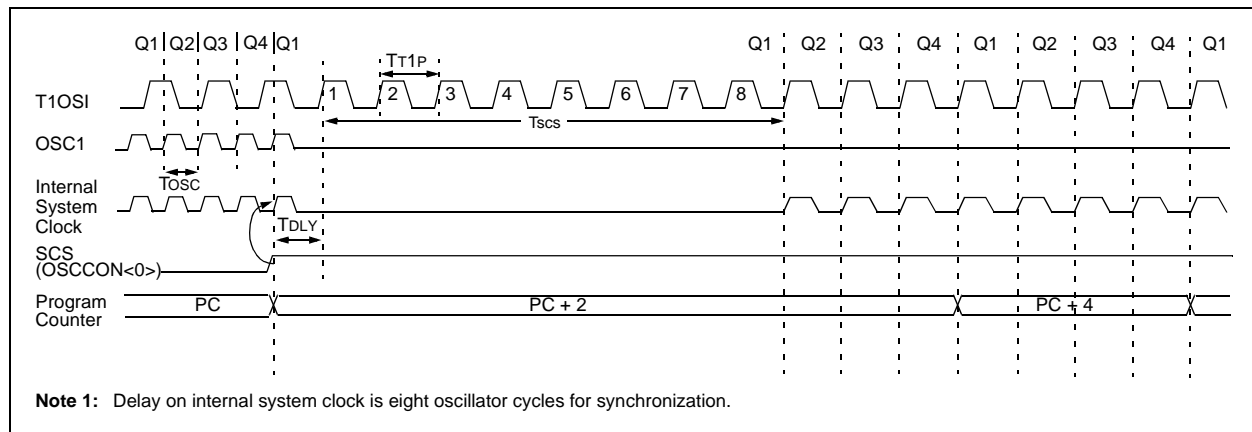 Q1 Q2 Q3 Q4 Q1 Q1 Q2 Q3 Q4 Q1 Q2 Q3 Q4 Q1
TT1P
T1OSI 1 2 3 4 5 6 7 8
TSCS
OSC1
TOSC
Internal
System
Clock
TDLY
SCS
(OSCCON<0>)
Program
Counter
PC PC + 2 PC + 4
Note 1: Delay on internal system clock is eight oscillator cycles for synchronization.